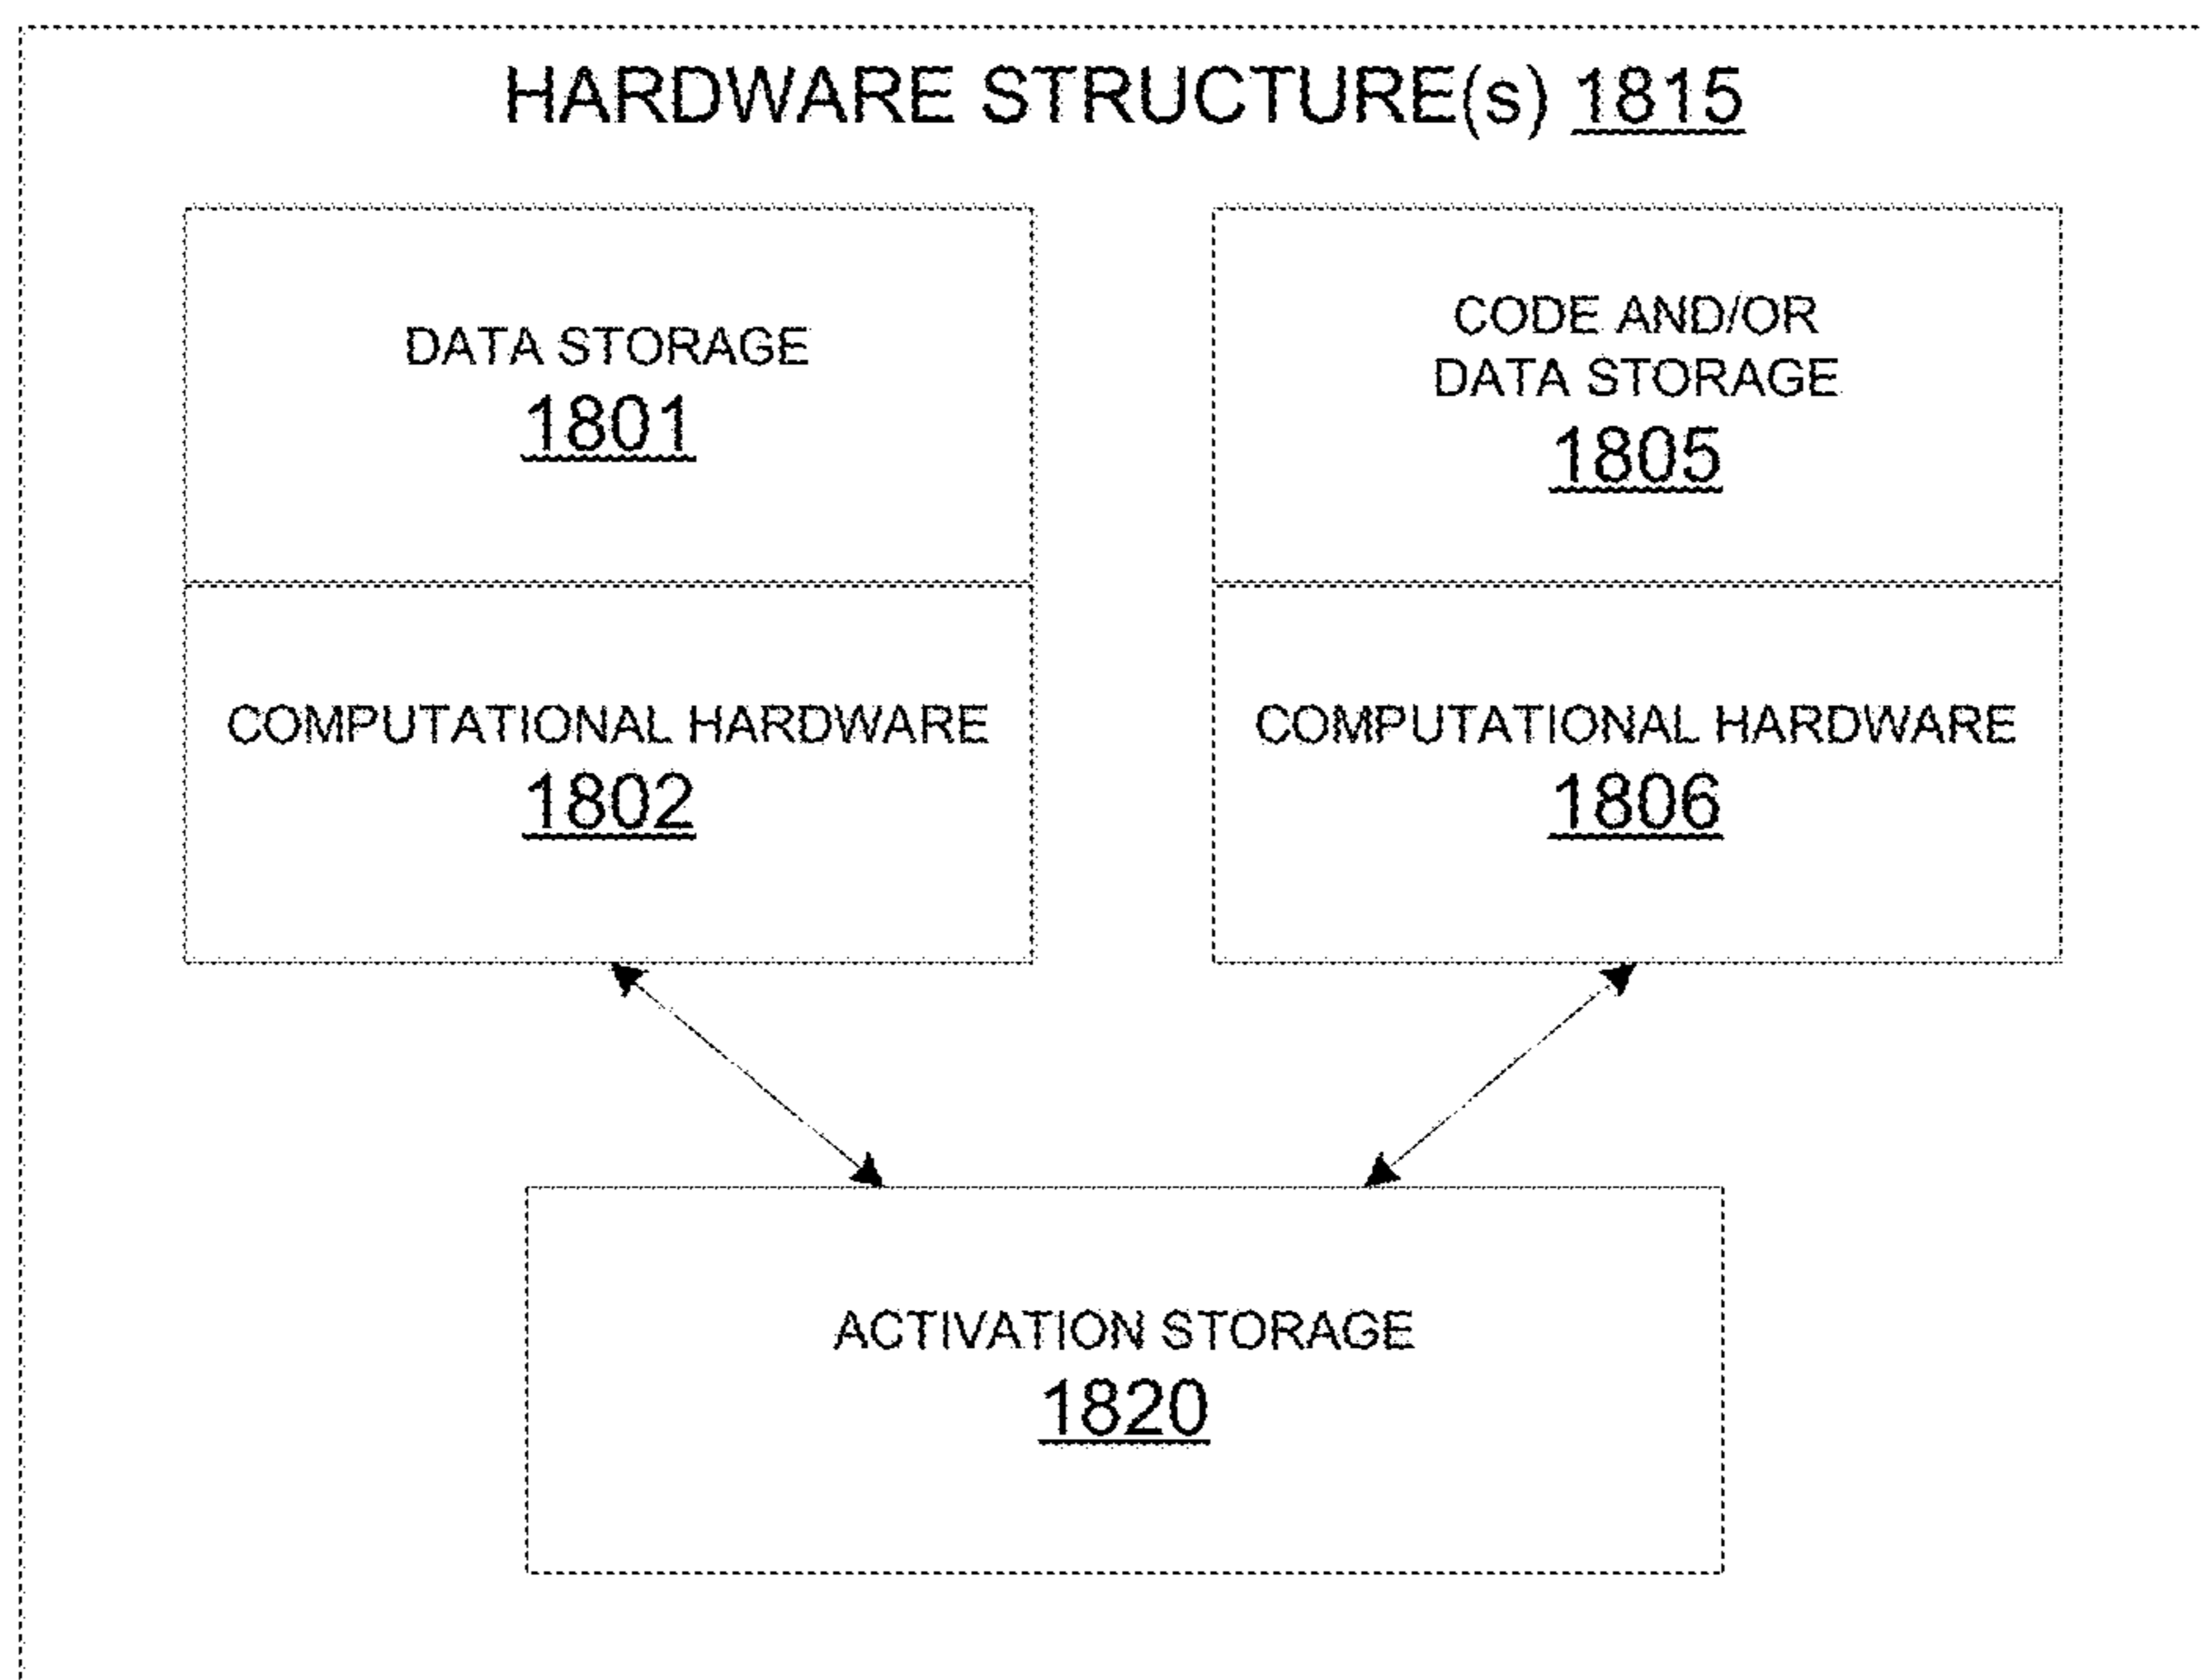 HARDWARE STRUCTURE(s) 1815
DATA STORAGE
1801
CODE AND/OR
DATA STORAGE
1805
COMPUTATIONAL HARDWARE
1802
COMPUTATIONAL HARDWARE
1806
ACTIVATION STORAGE
1820